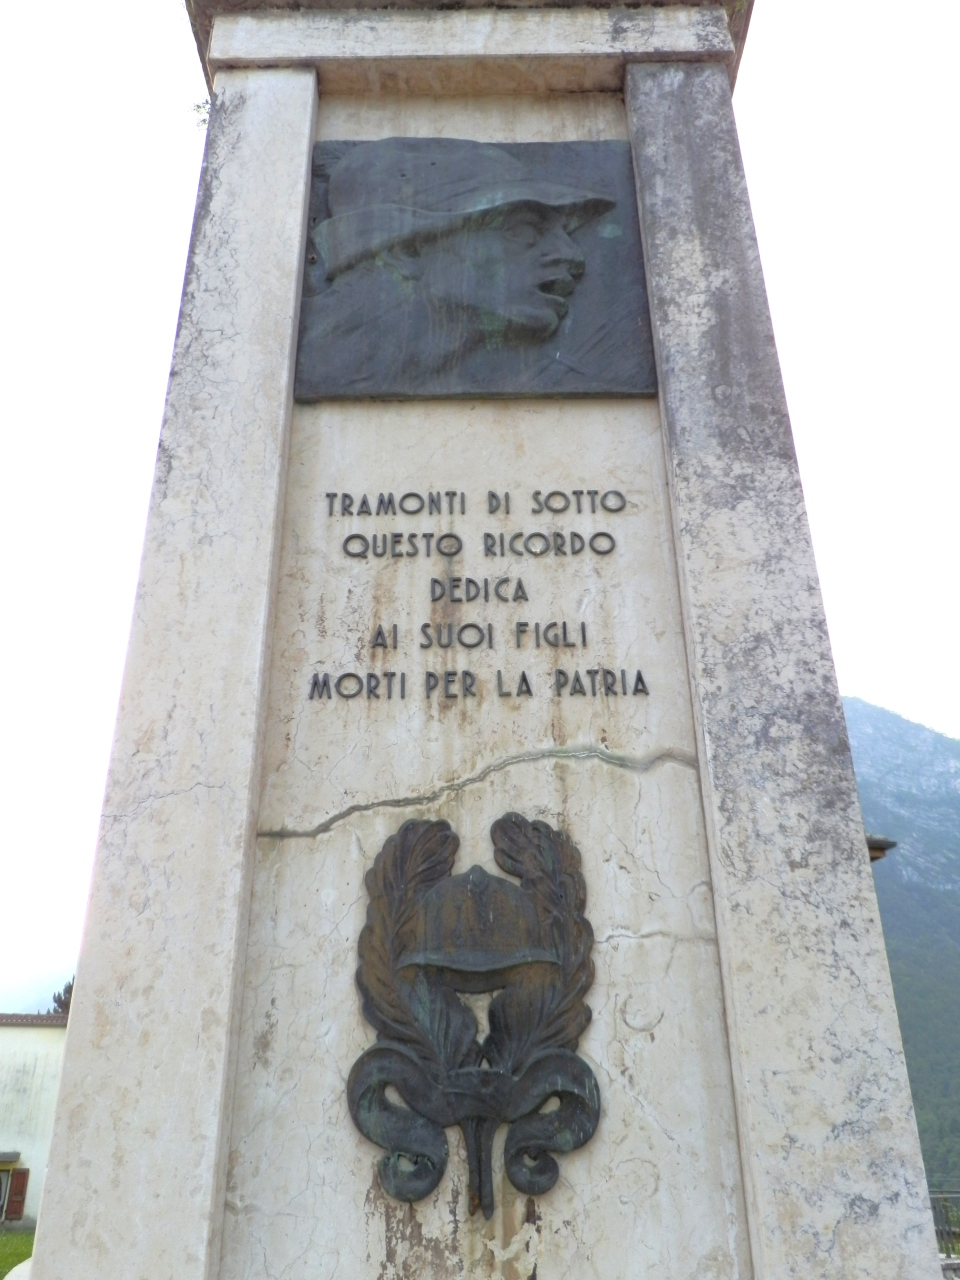 TRAMONTI DI SOTTO
QUESTO RICORDO
DEDICA
AI SUOI FIGLI
MORTI PER LA PATRIA